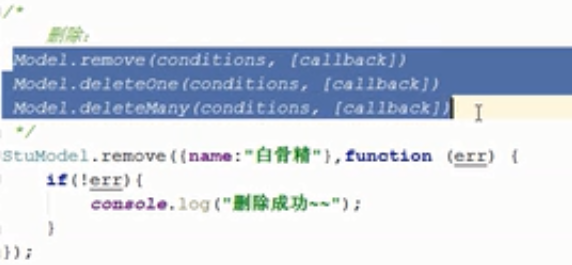 /*
删除:
Model.remove(conditions, [callback])
Model.deleteOne(conditions, [callback])
Model.deleteMany(conditions, [callback])
*/
StuModel.remove({name:"白骨精"},function (err) {
if(!err){
console.log("删除成功~~");
}
});